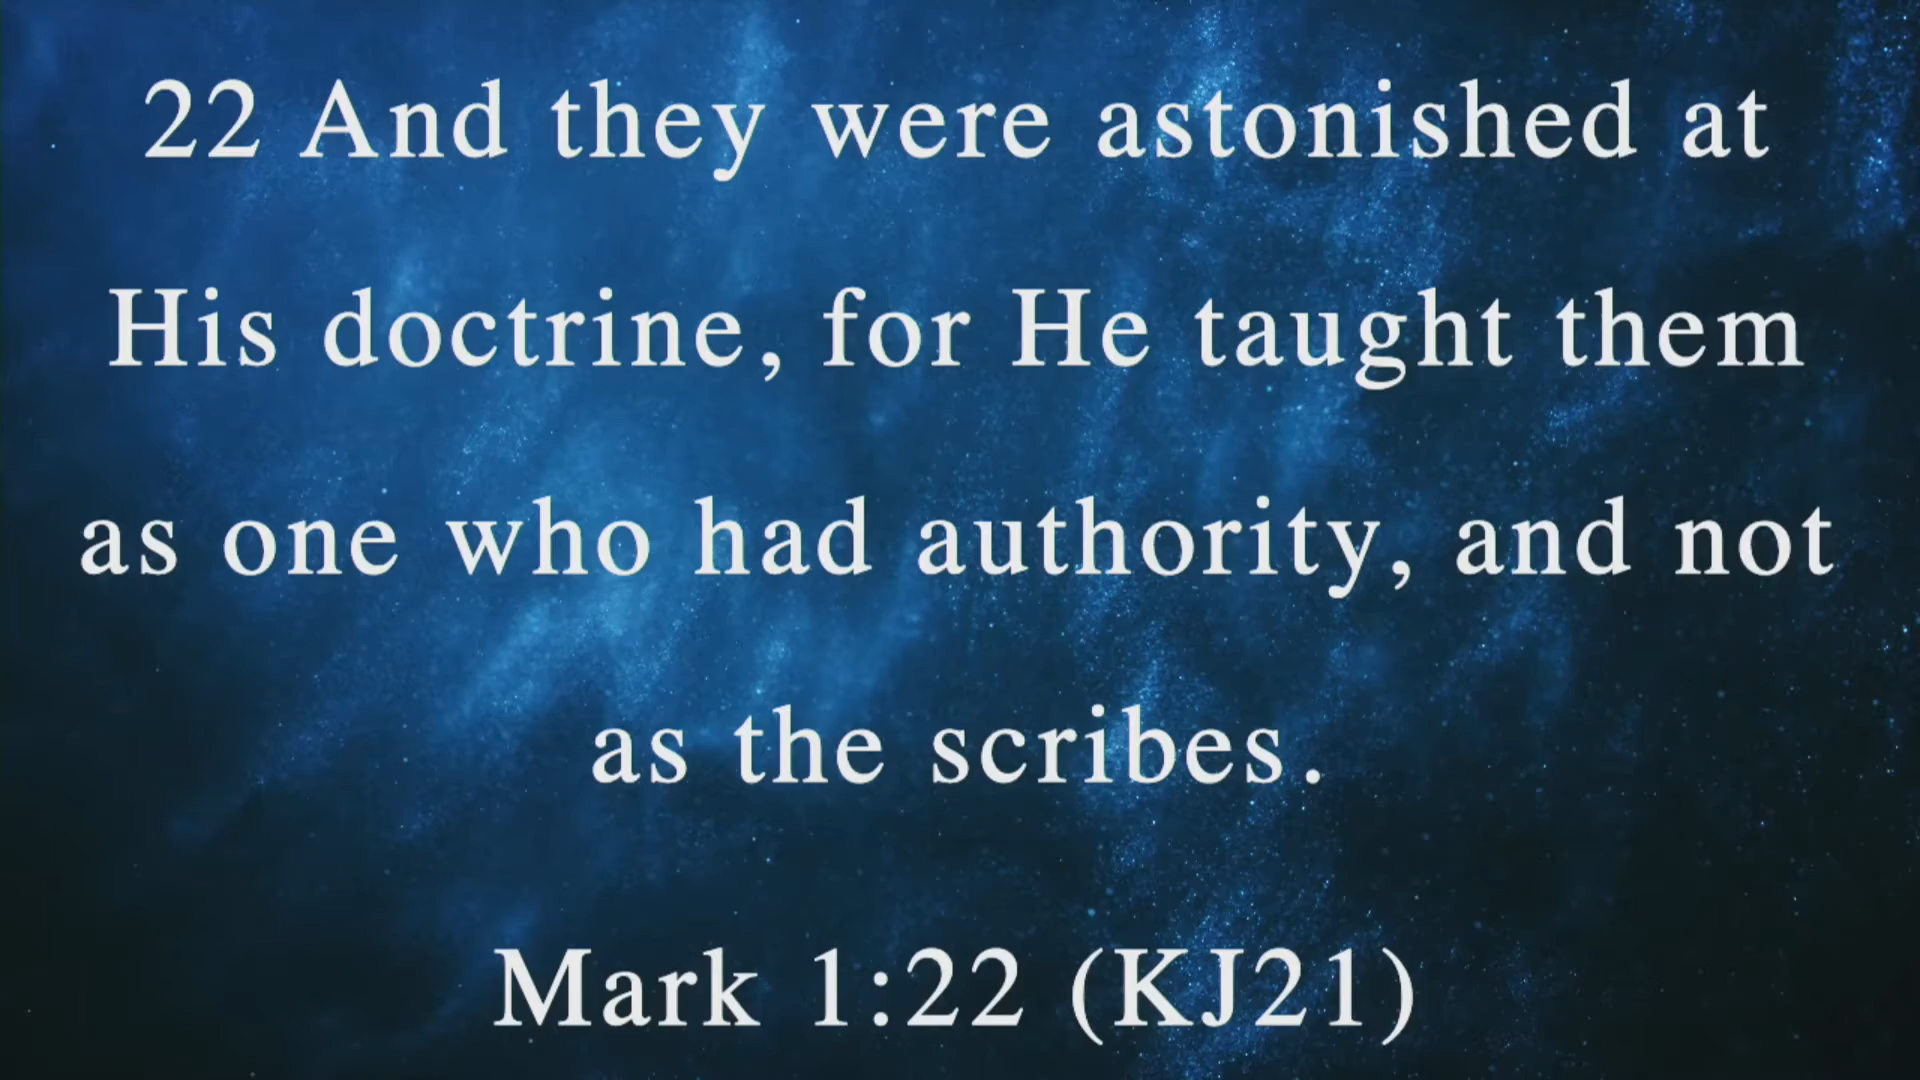 22 And they were astonished at
His doctrine, for He taught them
as one who had authority, and not
as the scribes.
Mark 1:22 (KJ21)